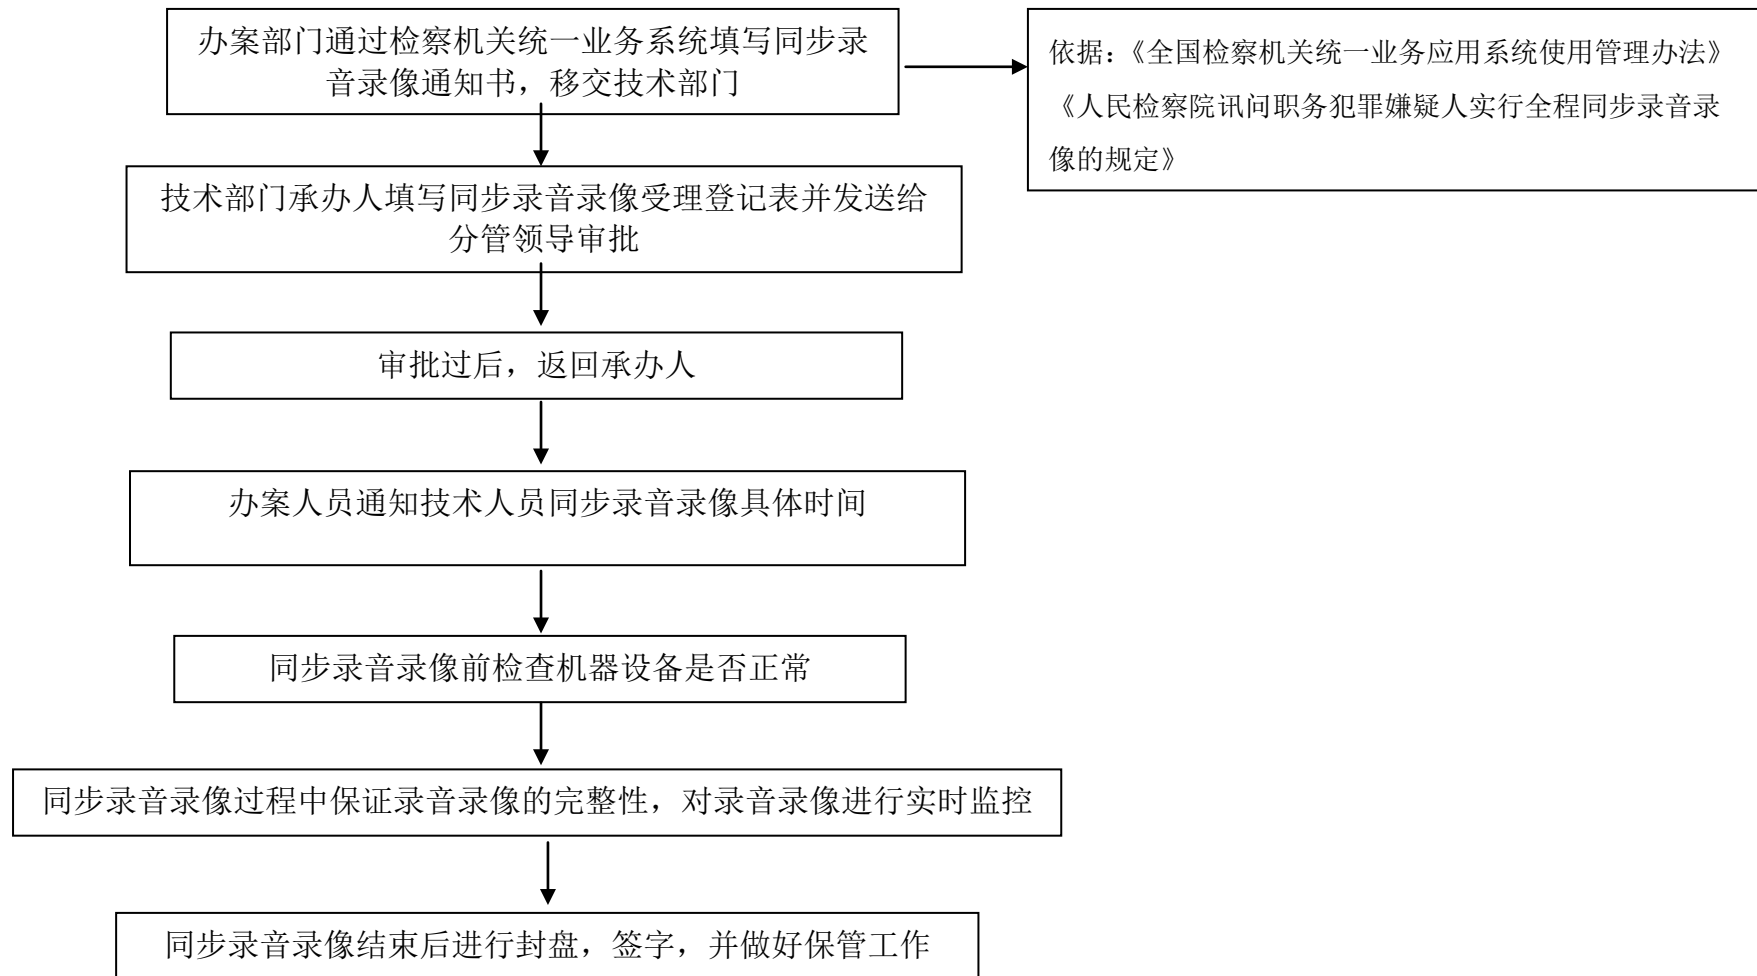 办案部门通过检察机关统一业务系统填写同步录
音录像通知书，移交技术部门
依据：《全国检察机关统一业务应用系统使用管理办法》
《人民检察院讯问职务犯罪嫌疑人实行全程同步录音录
像的规定》
技术部门承办人填写同步录音录像受理登记表并发送给
分管领导审批
审批过后，返回承办人
办案人员通知技术人员同步录音录像具体时间
同步录音录像前检查机器设备是否正常
同步录音录像过程中保证录音录像的完整性，对录音录像进行实时监控
同步录音录像结束后进行封盘，签字，并做好保管工作